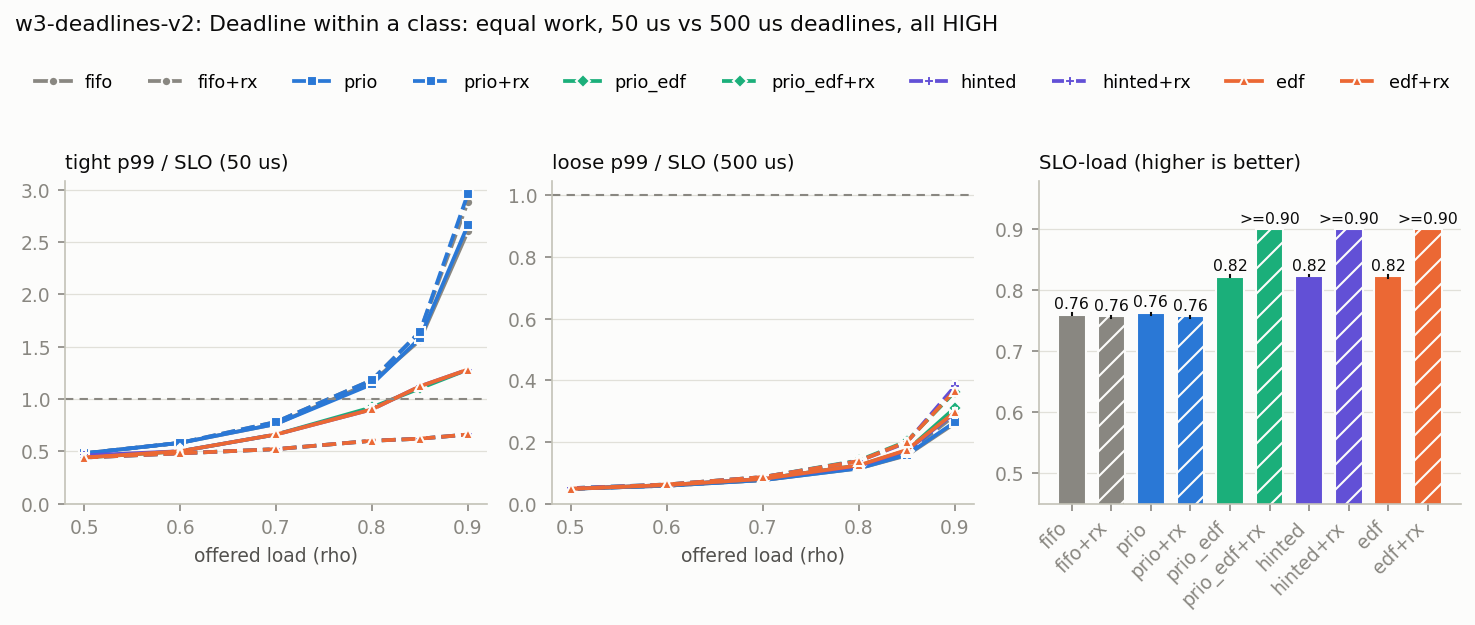 w3-deadlines-v2: Deadline within a class: equal work, 50 us vs 500 us deadlines, all HIGH
fifo fifo+rx prio prio+rx prio_edf prio_edf+rx hinted hinted+rx edf edf+rx
tight p99 / SLO (50 us)
3.0
2.5
2.0
1.5
1.0
0.5
0.0
0.5 0.6 0.7 0.8 0.9
offered load (rho)
loose p99 / SLO (500 us)
1.0
0.8
0.6
0.4
0.2
0.0
0.5 0.6 0.7 0.8 0.9
offered load (rho)
SLO-load (higher is better)
0.9
0.8
0.7
0.6
0.5
0.76 0.76 0.76 0.76 0.82 >=0.90 0.82 >=0.90 0.82 >=0.90
fifo
fifo+rx
prio
prio+rx
prio_edf
prio_edf+rx
hinted
hinted+rx
edf
edf+rx